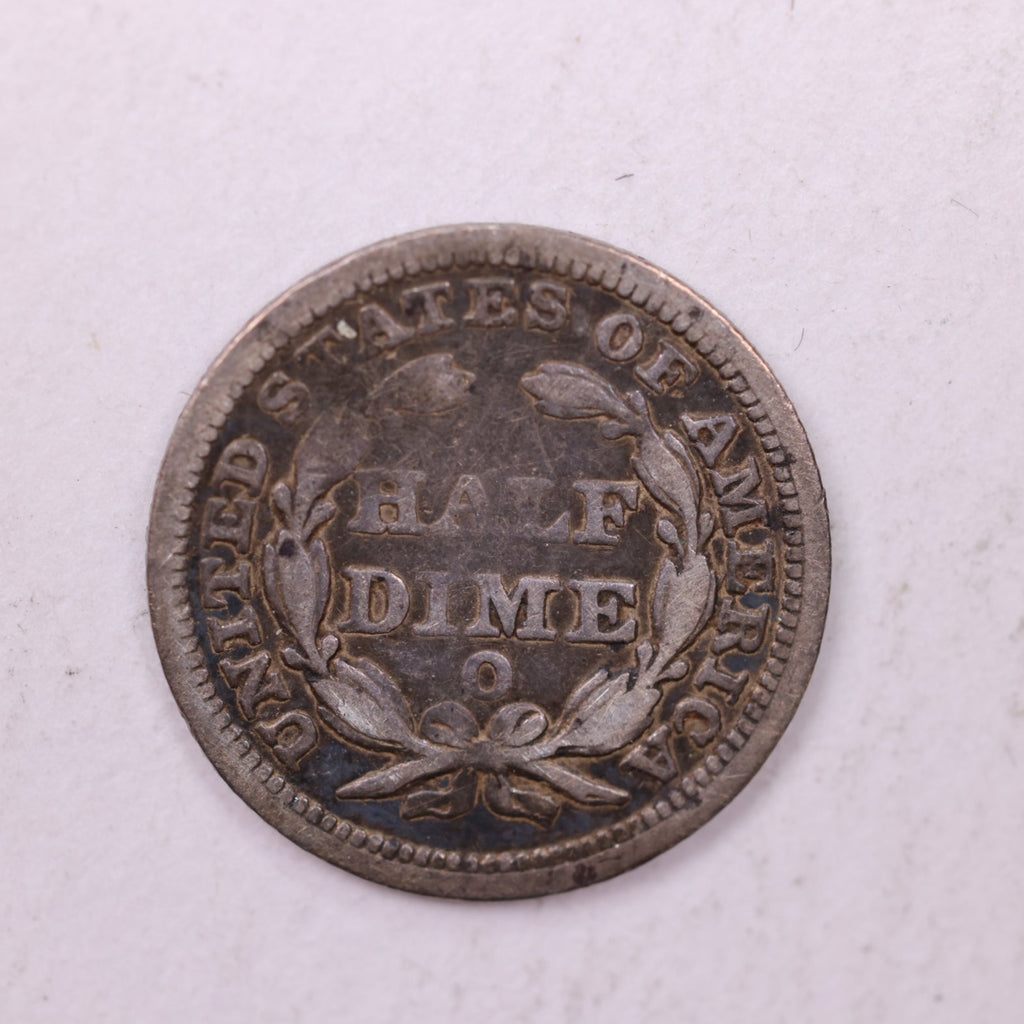 UNITED STATES OF AMERICA
HALF
DIME
O